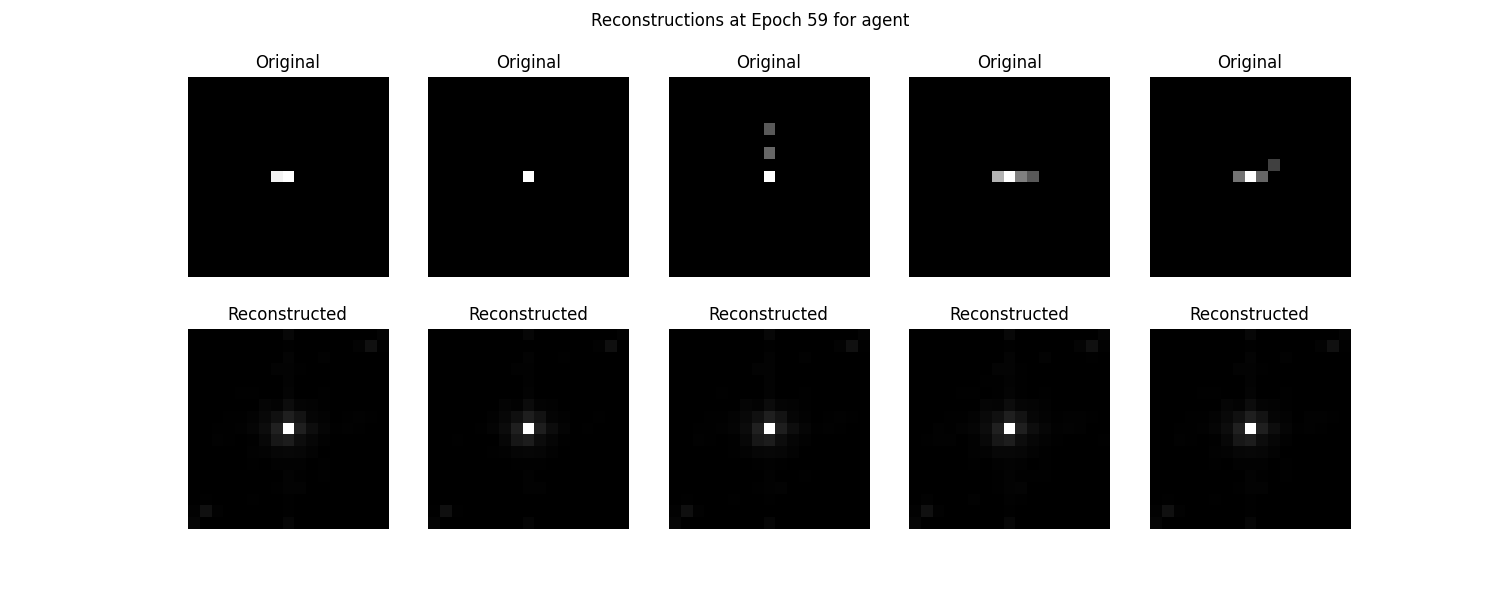 Reconstructions at Epoch 59 for agent
Original Original Original Original Original
Reconstructed Reconstructed Reconstructed Reconstructed Reconstructed